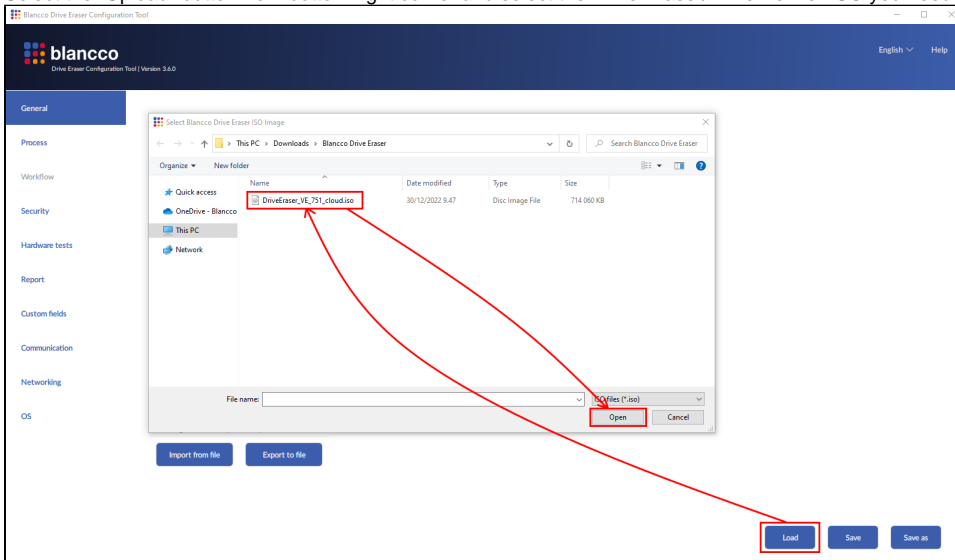 Blancco Drive Eraser Configuration Tool
blancco
Drive Eraser Configuration Tool | Version 3.6.0
English
Help
General
Process
Workflow
Security
Hardware tests
Report
Custom fields
Communication
Networking
OS
Select Blancco Drive Eraser ISO Image
This PC > Downloads > Blancco Drive Eraser
Search Blancco Drive Eraser
Organize
New folder
Name Date modified Type Size
Quick access
OneDrive - Blancco
This PC
Network
DriveEraser_VE_751_cloud.iso 30/12/2022 9.47 Disc Image File 714 060 KB
File name:
ISO files (*.iso)
Open
Cancel
Import from file
Export to file
Load
Save
Save as